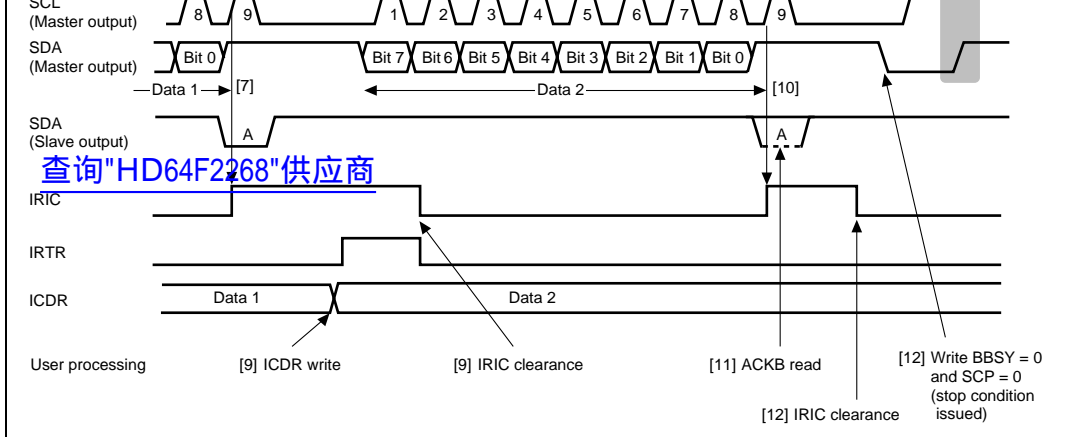 SCL
(Master output)
8 9 1 2 3 4 5 6 7 8 9
SDA
(Master output)
Bit 0 Bit 7 Bit 6 Bit 5 Bit 4 Bit 3 Bit 2 Bit 1 Bit 0
Data 1 [7] Data 2 [10]
SDA
(Slave output)
A A
查询"HD64F2268"供应商
IRIC
IRTR
ICDR Data 1 Data 2
User processing [9] ICDR write [9] IRIC clearance [11] ACKB read
[12] Write BBSY = 0
and SCP = 0
(stop condition
issued)
[12] IRIC clearance